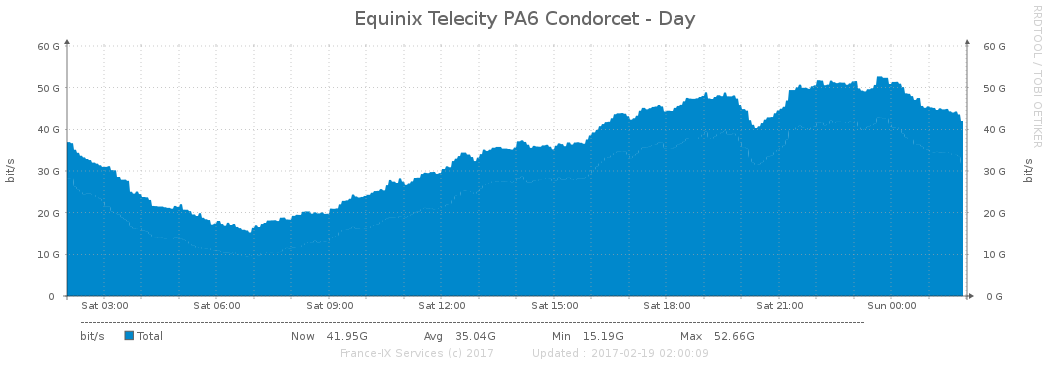 Equinix Telecity PA6 Condorcet - Day
RRDTOOL / TOBI OETIKER
60 G 60 G
50 G 50 G
40 G 40 G
30 G 30 G
20 G 20 G
10 G 10 G
0 0 G
bit/s
bit/s
Sat 03:00 Sat 06:00 Sat 09:00 Sat 12:00 Sat 15:00 Sat 18:00 Sat 21:00 Sun 00:00
bit/s Total Now 41.95G Avg 35.04G Min 15.19G Max 52.66G
France-IX Services (c) 2017 Updated : 2017-02-19 02:00:09